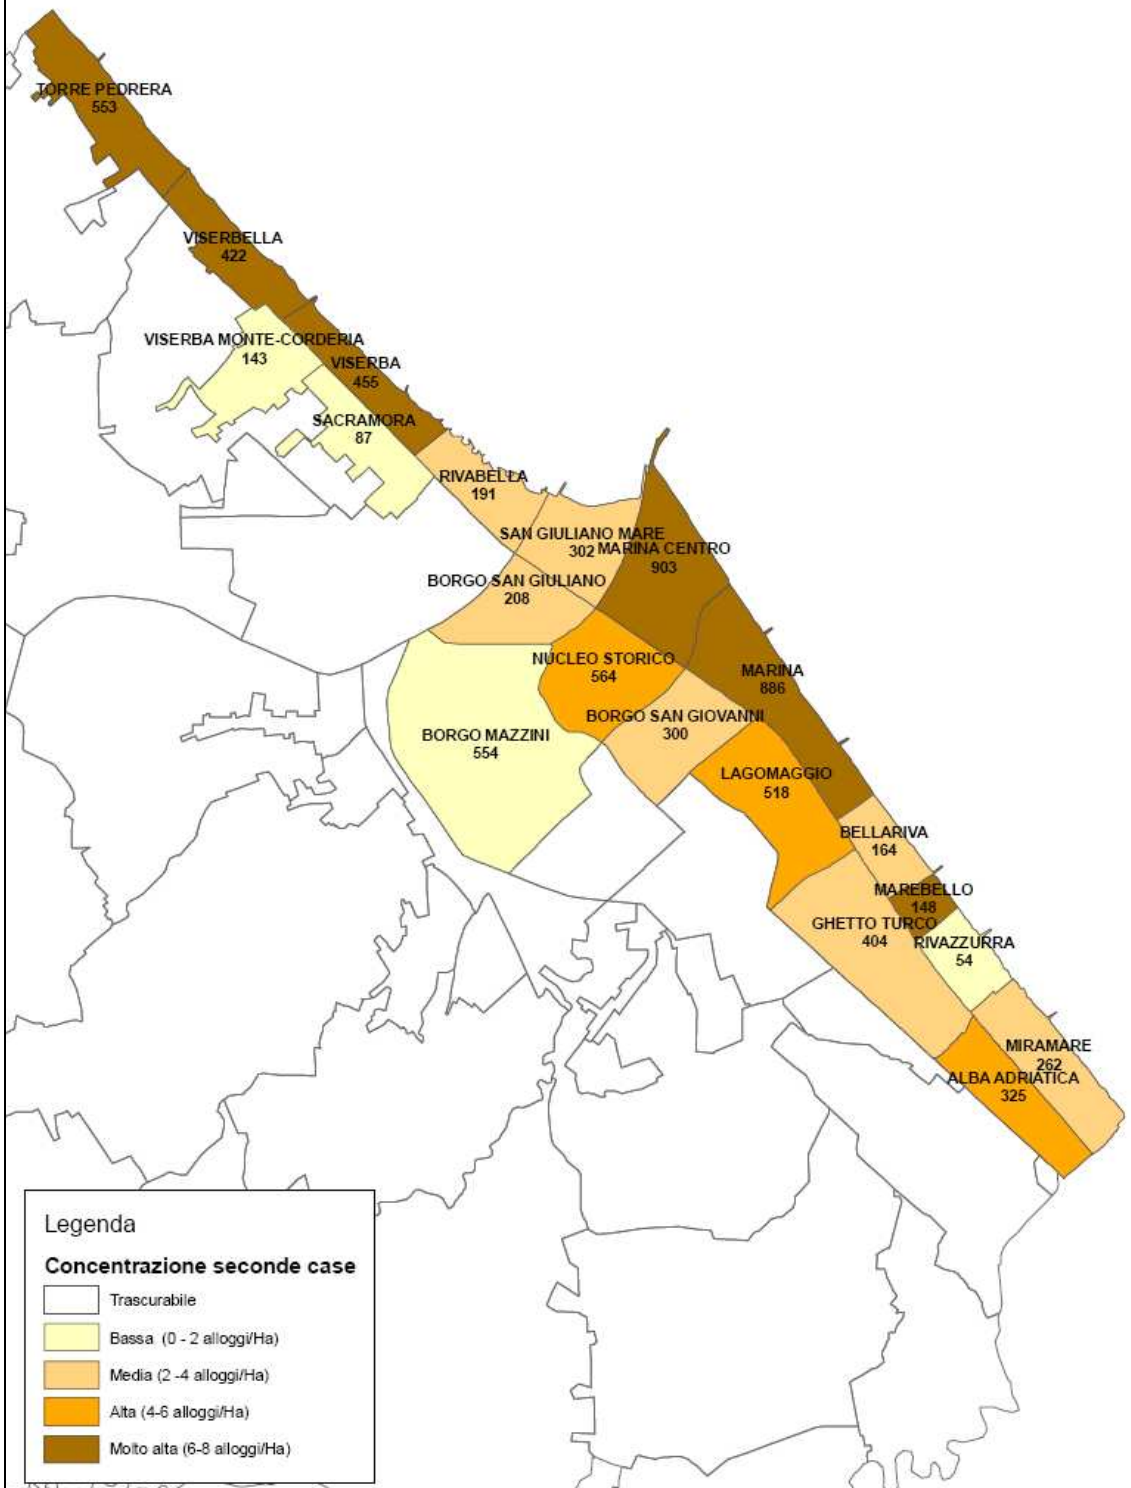 TORRE PEDRERA
553
VISERBELLA
422
VISERBA MONTE-CORDERIA
143
VISERBA
455
SACRAMORA
87
RIVABELLA
191
SAN GIULIANO MARE
302
MARINA CENTRO
903
BORGO SAN GIULIANO
208
NUCLEO STORICO
564
MARINA
886
BORGO SAN GIOVANNI
300
BORGO MAZZINI
554
LAGOMAGGIO
518
BELLARIVA
164
MAREBELLO
148
GHETTO TURCO
404
RIVAZZURRA
54
MIRAMARE
262
ALBA ADRIATICA
325
Legenda
Concentrazione seconde case
Trascurabile
Bassa (0 - 2 alloggi/Ha)
Media (2 -4 alloggi/Ha)
Alta (4-6 alloggi/Ha)
Molto alta (6-8 alloggi/Ha)